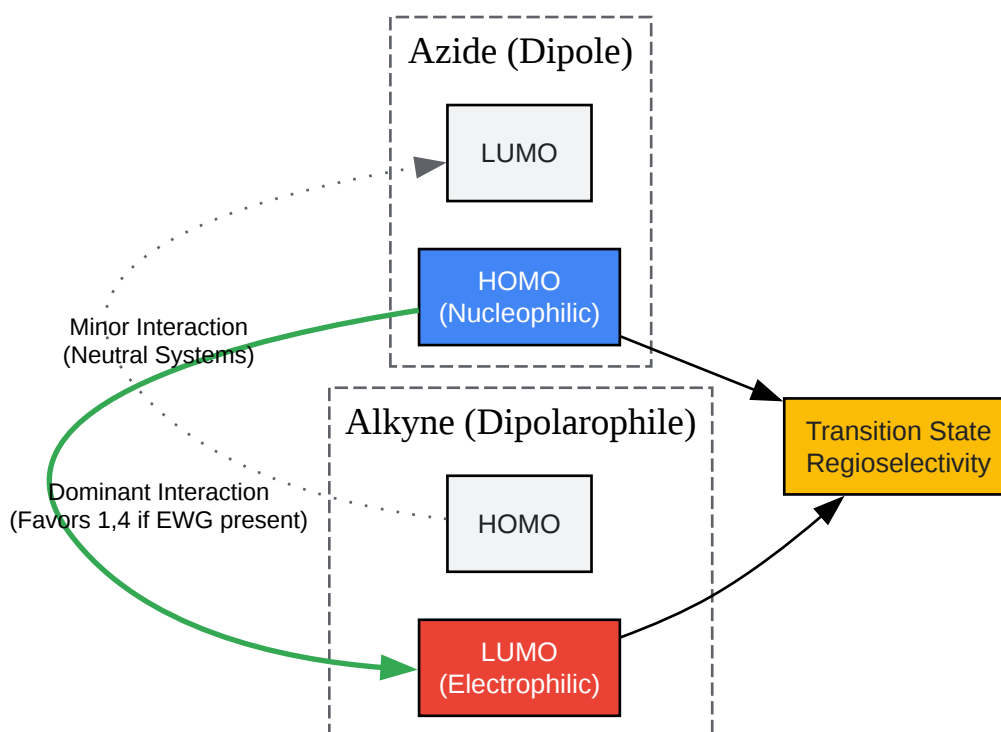 Azide (Dipole)
LUMO
HOMO
(Nucleophilic)
Minor Interaction
(Neutral Systems)
Alkyne (Dipolarophile)
Transition State
Regioselectivity
Dominant Interaction
(Favors 1,4 if EWG present)
HOMO
LUMO
(Electrophilic)